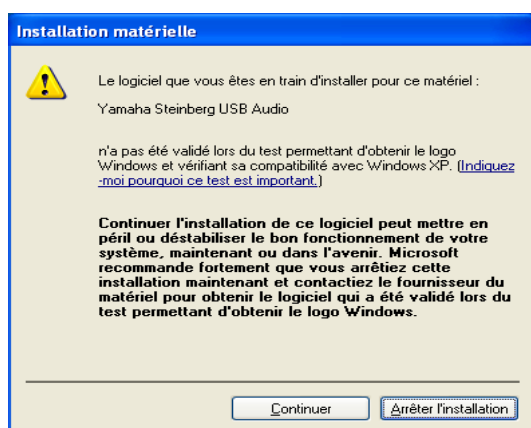 Installation matérielle
Le logiciel que vous êtes en train d'installer pour ce matériel :
Yamaha Steinberg USB Audio
n'a pas été validé lors du test permettant d'obtenir le logo
Windows et vérifiant sa compatibilité avec Windows XP. (Indiquez
-moi pourquoi ce test est important.)
Continuer l'installation de ce logiciel peut mettre en
péril ou déstabiliser le bon fonctionnement de votre
système, maintenant ou dans l'avenir. Microsoft
recommande fortement que vous arrêtiez cette
installation maintenant et contactiez le fournisseur du
matériel pour obtenir le logiciel qui a été validé lors du
test permettant d'obtenir le logo Windows.
Continuer
Arrêter l'installation